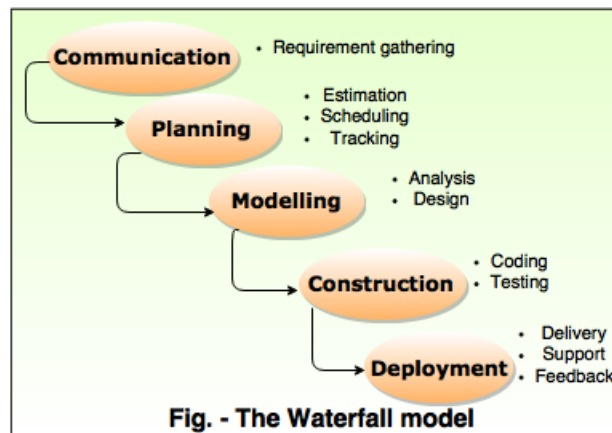 Communication
• Requirement gathering
Planning
• Estimation
• Scheduling
• Tracking
Modelling
• Analysis
• Design
Construction
• Coding
• Testing
Deployment
• Delivery
• Support
• Feedback
Fig. - The Waterfall model